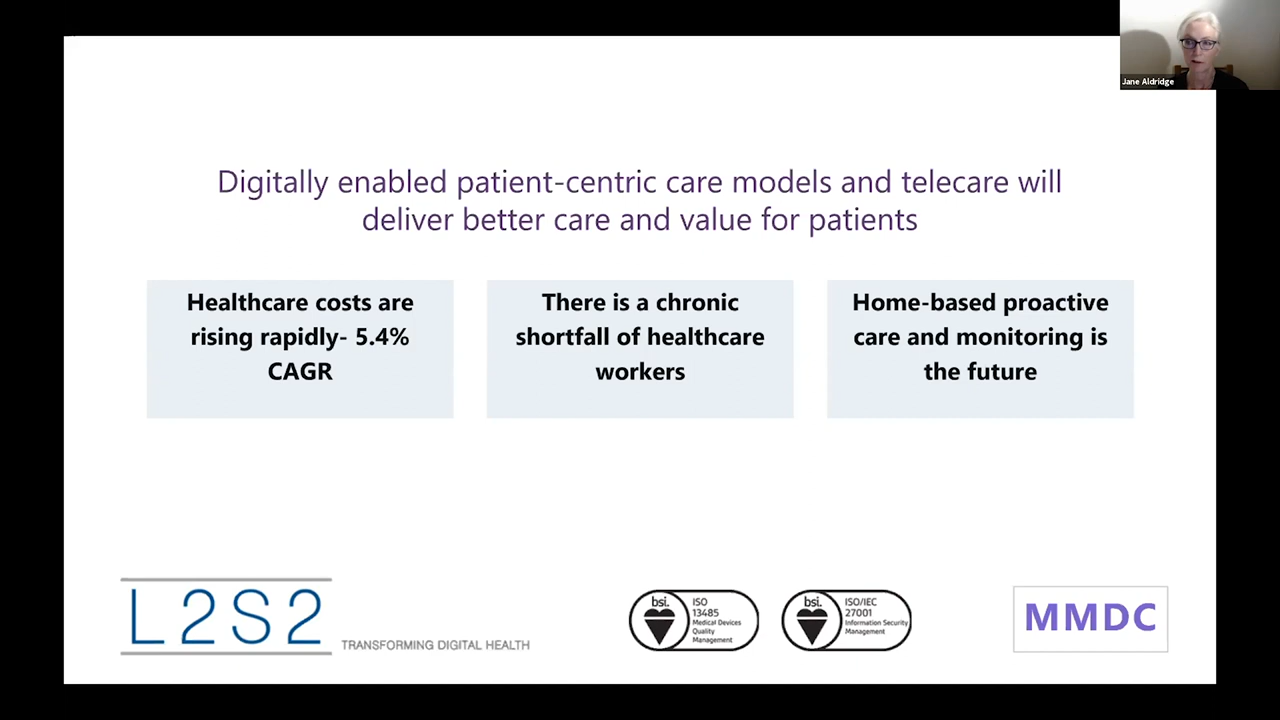 Jane Aldridge
Digitally enabled patient-centric care models and telecare will
deliver better care and value for patients
Healthcare costs are
rising rapidly- 5.4%
CAGR
There is a chronic
shortfall of healthcare
workers
Home-based proactive
care and monitoring is
the future
L2S2
TRANSFORMING DIGITAL HEALTH
bsi.
ISO
13485
Medical Devices
Quality
Management
bsi.
ISO/IEC
27001
Information Security
Management
MMDC